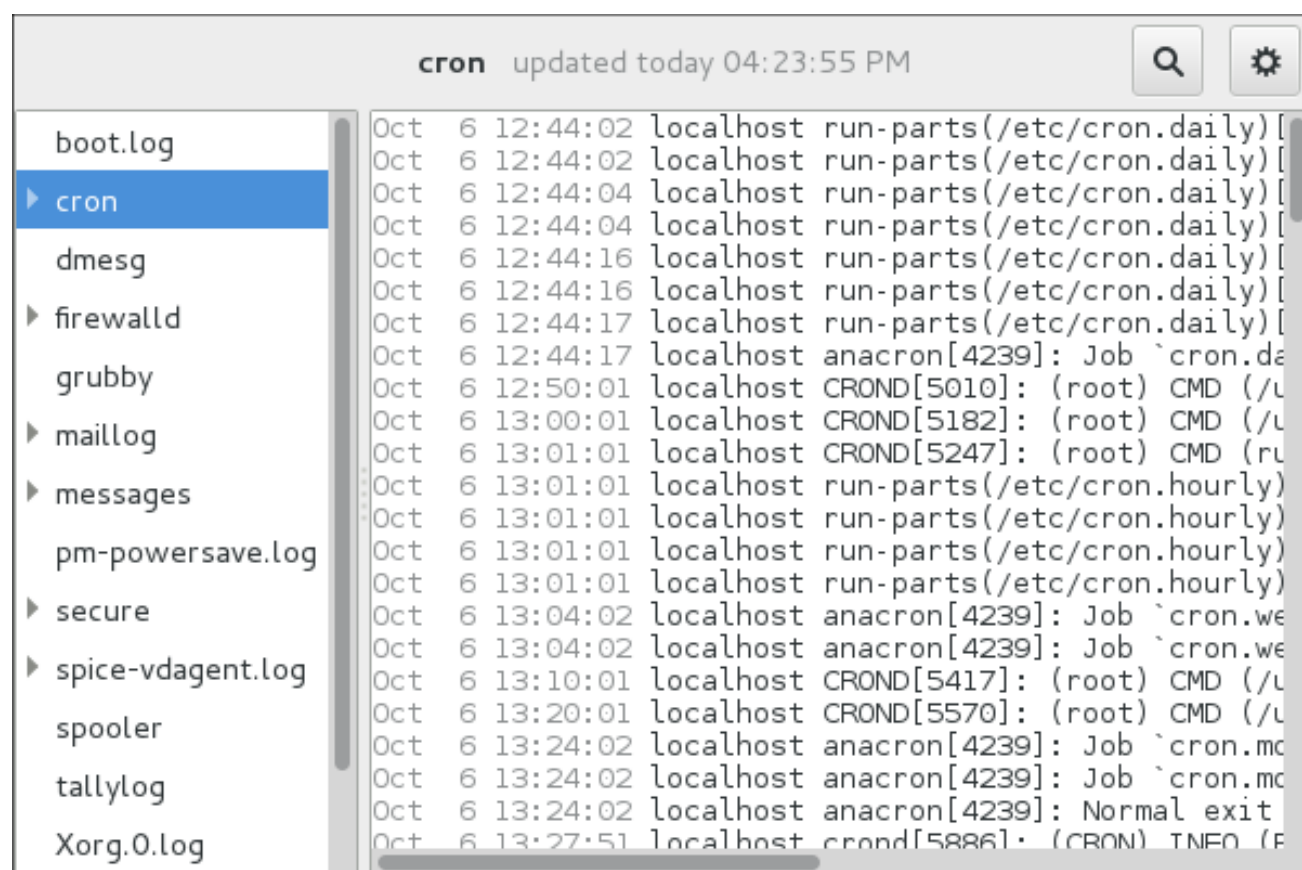 cron updated today 04:23:55 PM
boot.log
cron
dmesg
firewalld
grubby
maillog
messages
pm-powersave.log
secure
spice-vdagent.log
spooler
tallylog
Xorg.0.log
Oct 6 12:44:02 localhost run-parts(/etc/cron.daily)[
Oct 6 12:44:02 localhost run-parts(/etc/cron.daily)[
Oct 6 12:44:04 localhost run-parts(/etc/cron.daily)[
Oct 6 12:44:04 localhost run-parts(/etc/cron.daily)[
Oct 6 12:44:16 localhost run-parts(/etc/cron.daily)[
Oct 6 12:44:16 localhost run-parts(/etc/cron.daily)[
Oct 6 12:44:17 localhost run-parts(/etc/cron.daily)[
Oct 6 12:44:17 localhost anacron[4239]: Job `cron.da
Oct 6 12:50:01 localhost CROND[5010]: (root) CMD (/u
Oct 6 13:00:01 localhost CROND[5182]: (root) CMD (/u
Oct 6 13:01:01 localhost CROND[5247]: (root) CMD (ru
Oct 6 13:01:01 localhost run-parts(/etc/cron.hourly)
Oct 6 13:01:01 localhost run-parts(/etc/cron.hourly)
Oct 6 13:01:01 localhost run-parts(/etc/cron.hourly)
Oct 6 13:01:01 localhost run-parts(/etc/cron.hourly)
Oct 6 13:04:02 localhost anacron[4239]: Job `cron.we
Oct 6 13:04:02 localhost anacron[4239]: Job `cron.we
Oct 6 13:10:01 localhost CROND[5417]: (root) CMD (/u
Oct 6 13:20:01 localhost CROND[5570]: (root) CMD (/u
Oct 6 13:24:02 localhost anacron[4239]: Job `cron.mo
Oct 6 13:24:02 localhost anacron[4239]: Job `cron.mo
Oct 6 13:24:02 localhost anacron[4239]: Normal exit
Oct 6 13:27:51 localhost crond[5886]: (CRON) INFO (